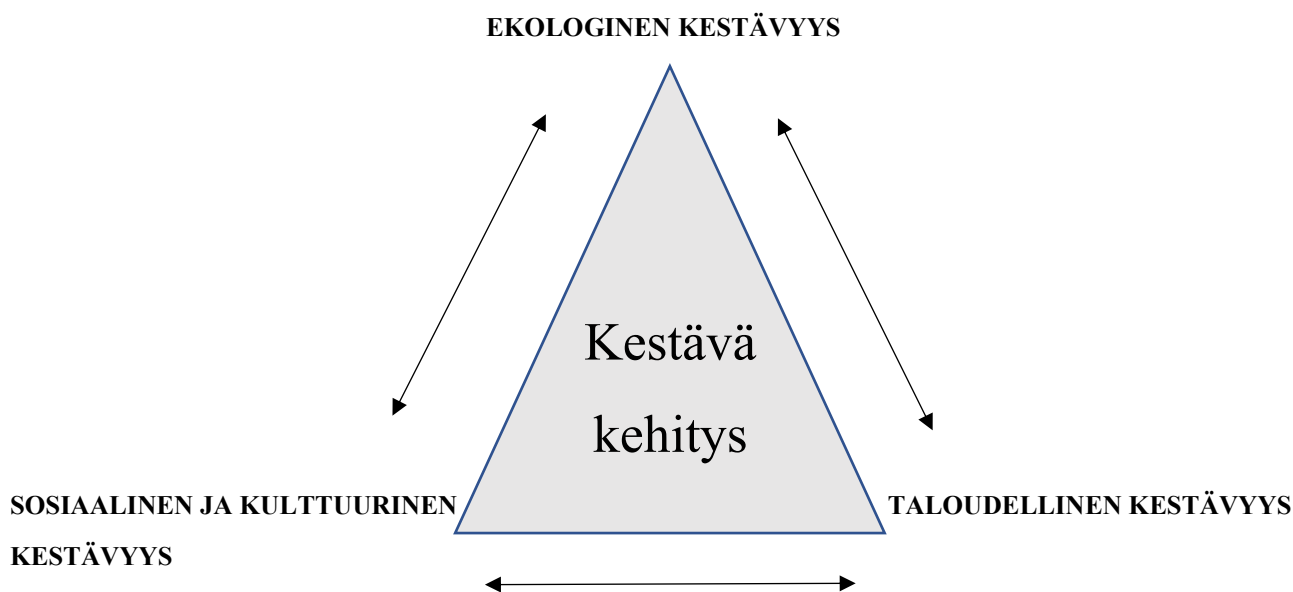 EKOLOGINEN KESTÄVYYS
Kestävä
kehitys
SOSIAALINEN JA KULTTUURINEN
KESTÄVYYS
TALOUDELLINEN KESTÄVYYS